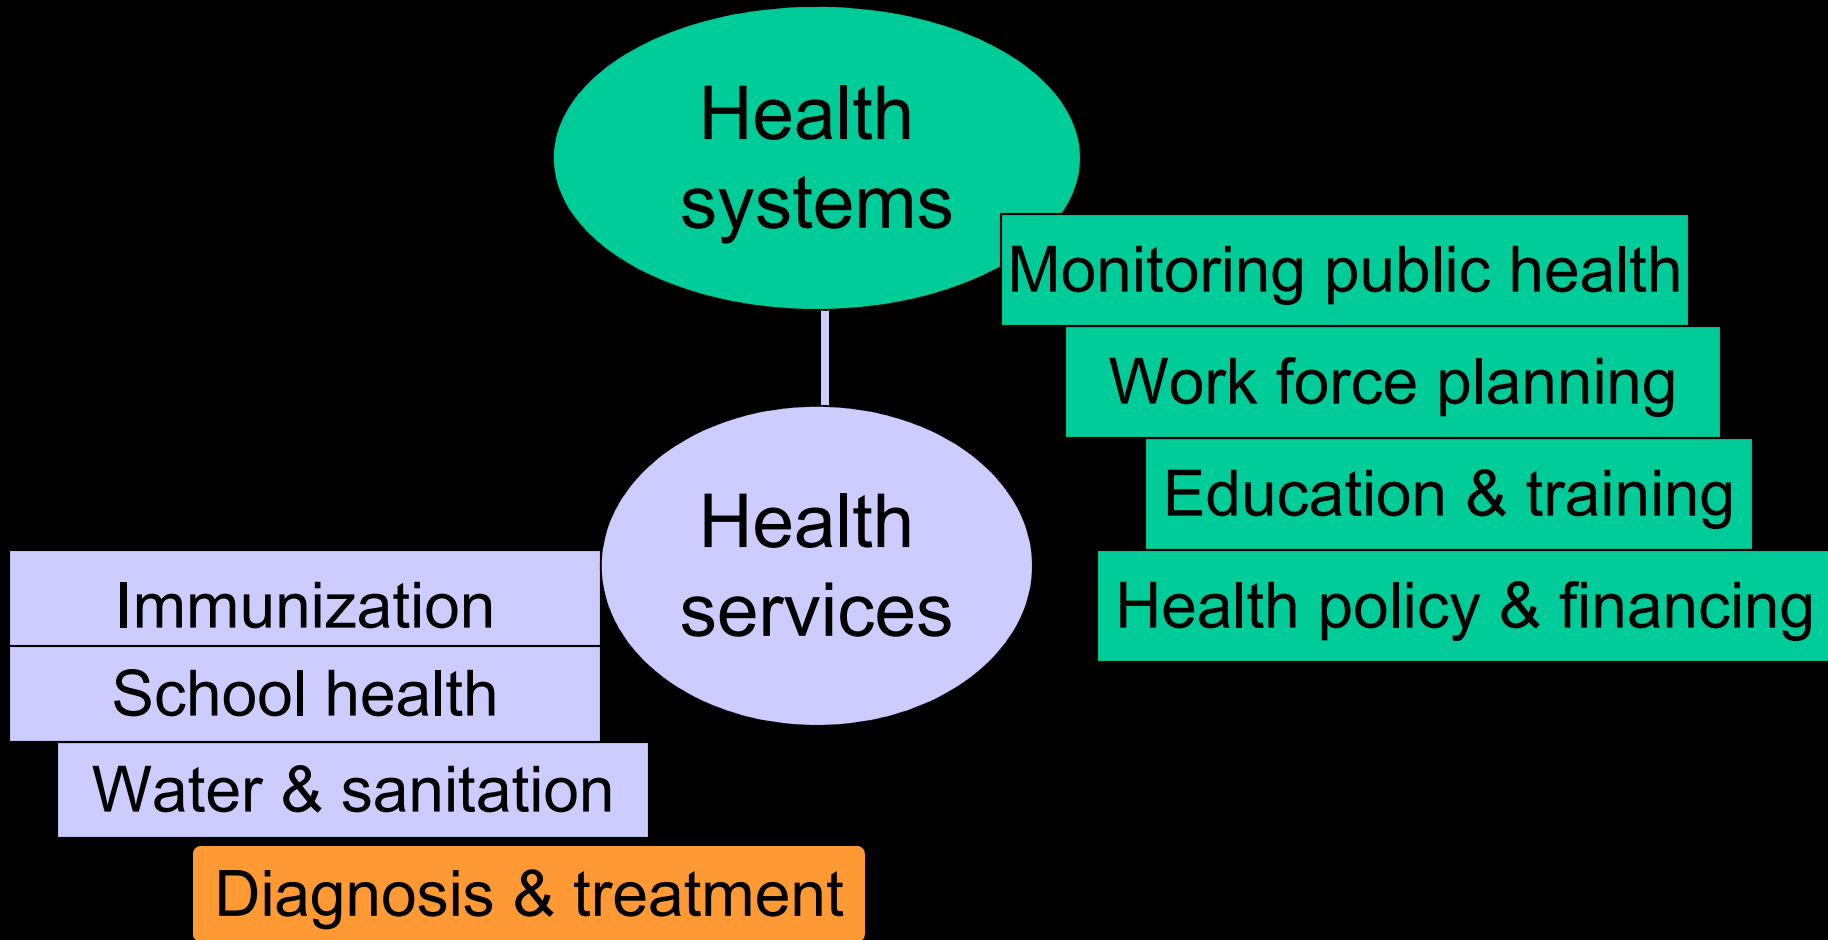 Health
systems
Monitoring public health
Work force planning
Education & training
Health policy & financing
Health
services
Immunization
School health
Water & sanitation
Diagnosis & treatment